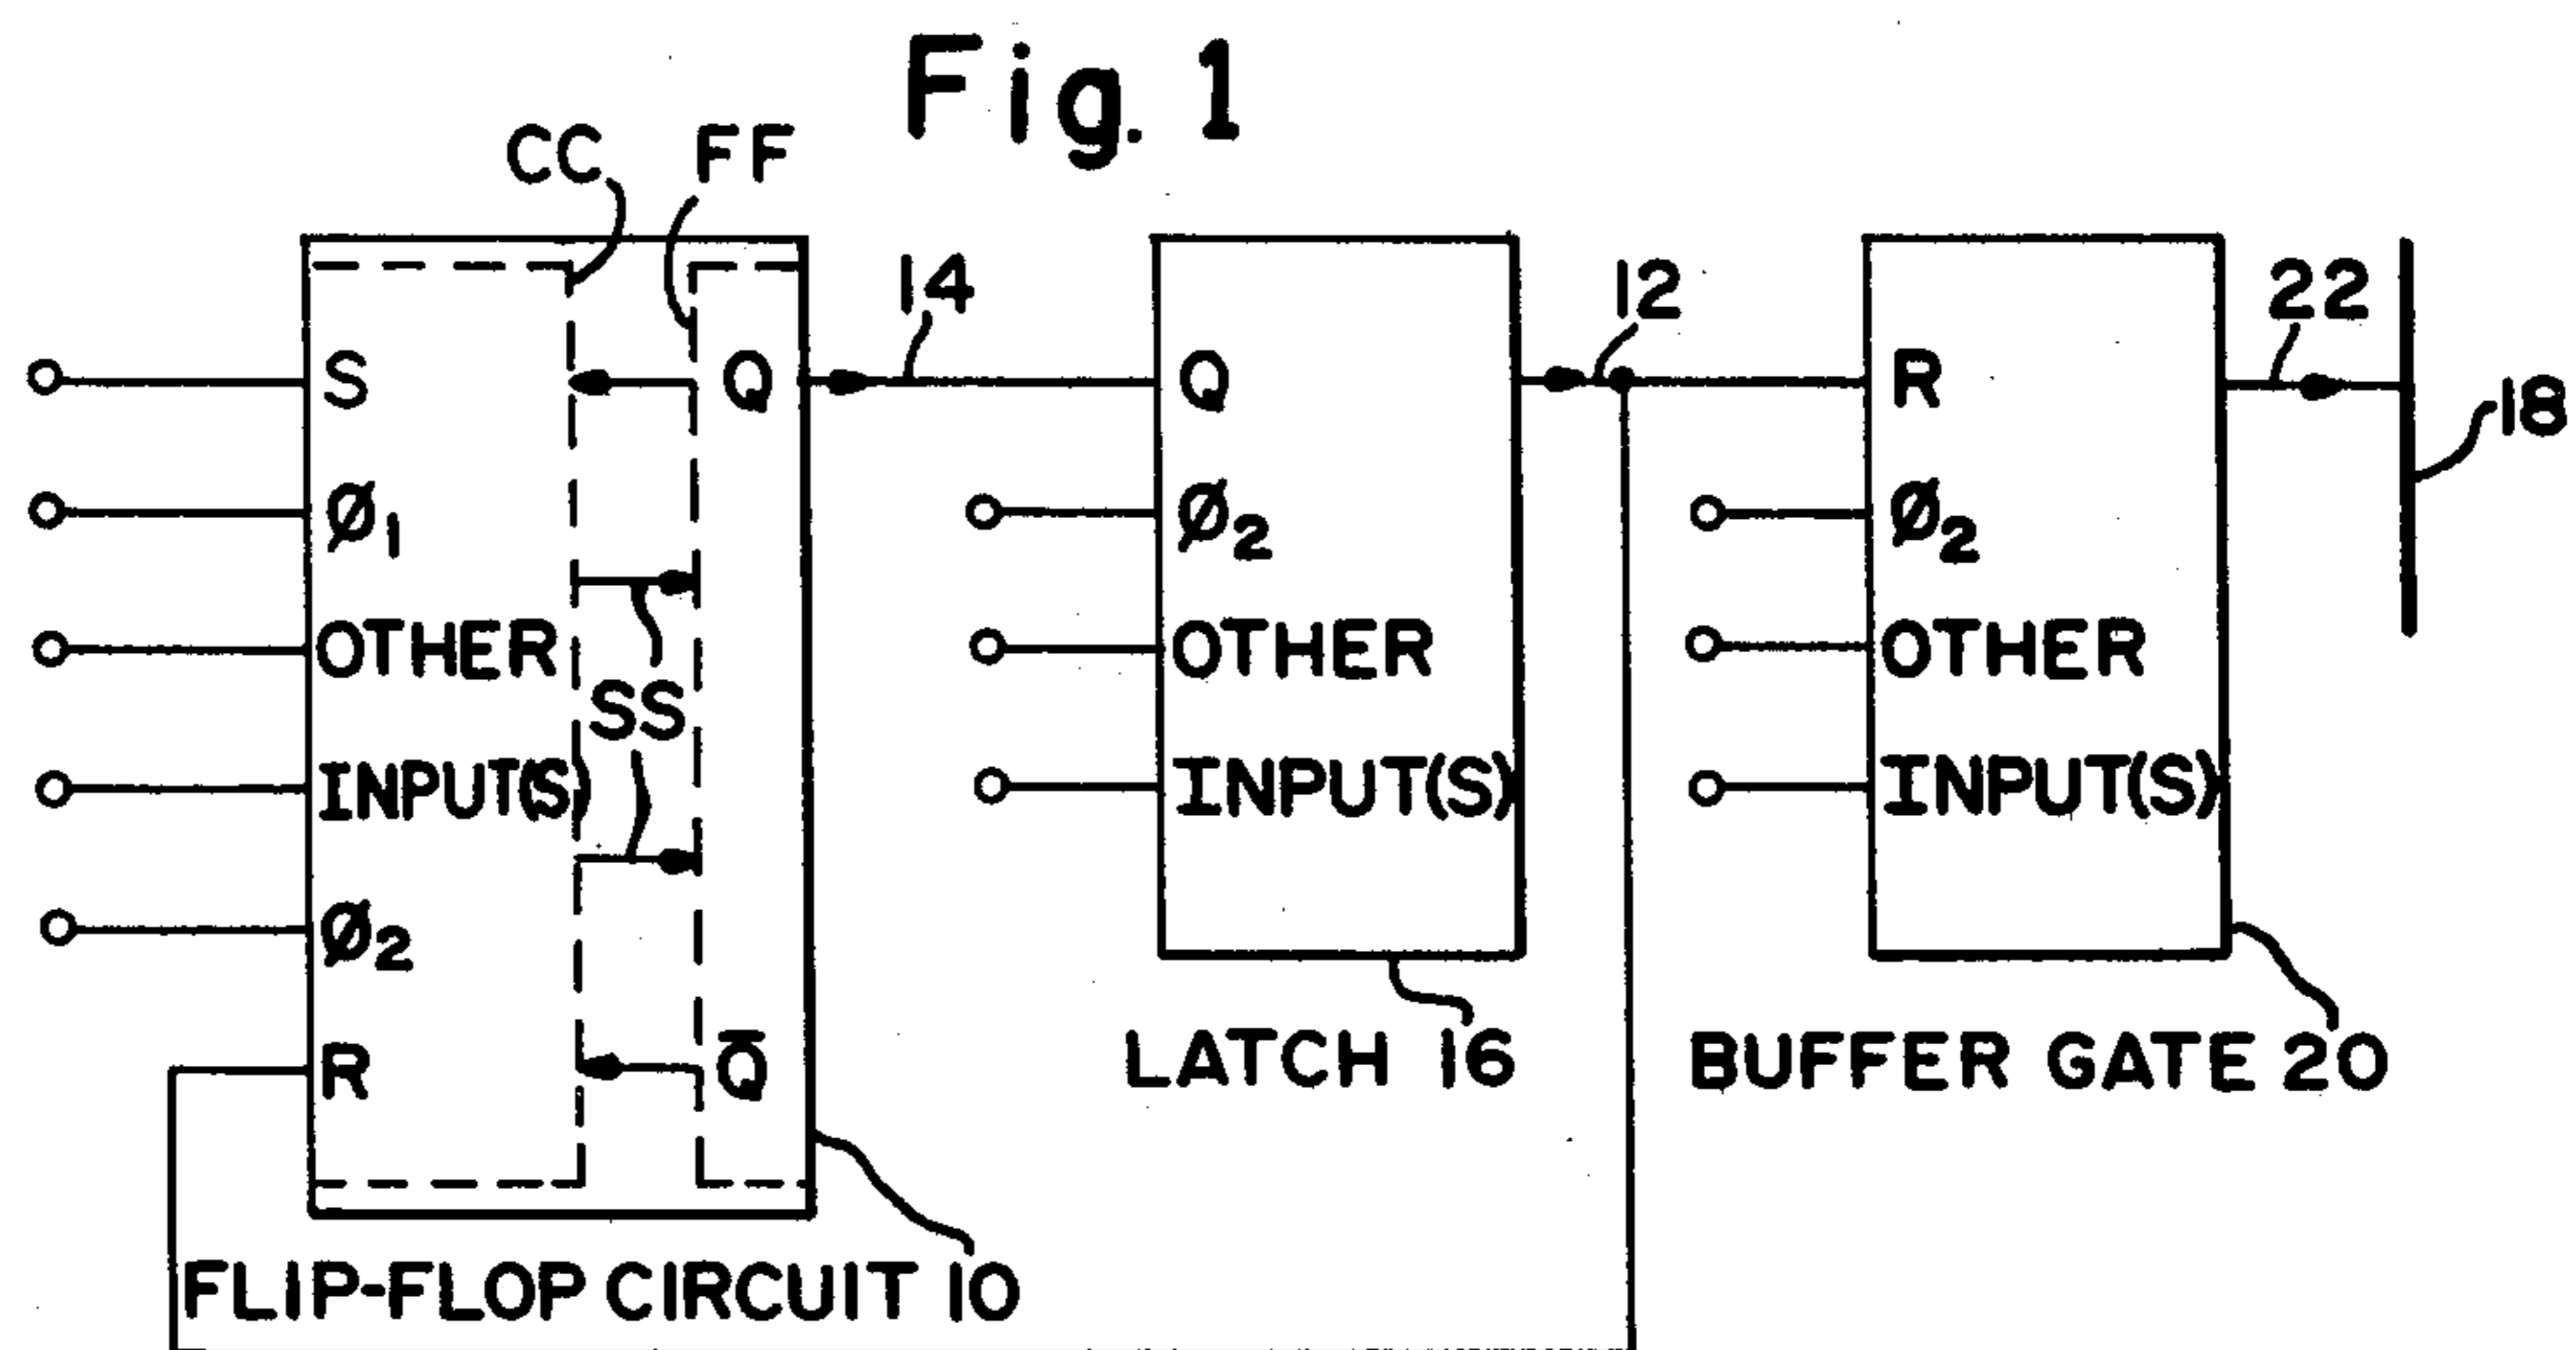 Fig. 1
CC
FF
S
Ø1
OTHER
INPUT(S)
Ø2
R
SS
Q
Q̅
14
FLIP-FLOP CIRCUIT 10
Q
Ø2
OTHER
INPUT(S)
LATCH 16
12
R
Ø2
OTHER
INPUT(S)
BUFFER GATE 20
22
18